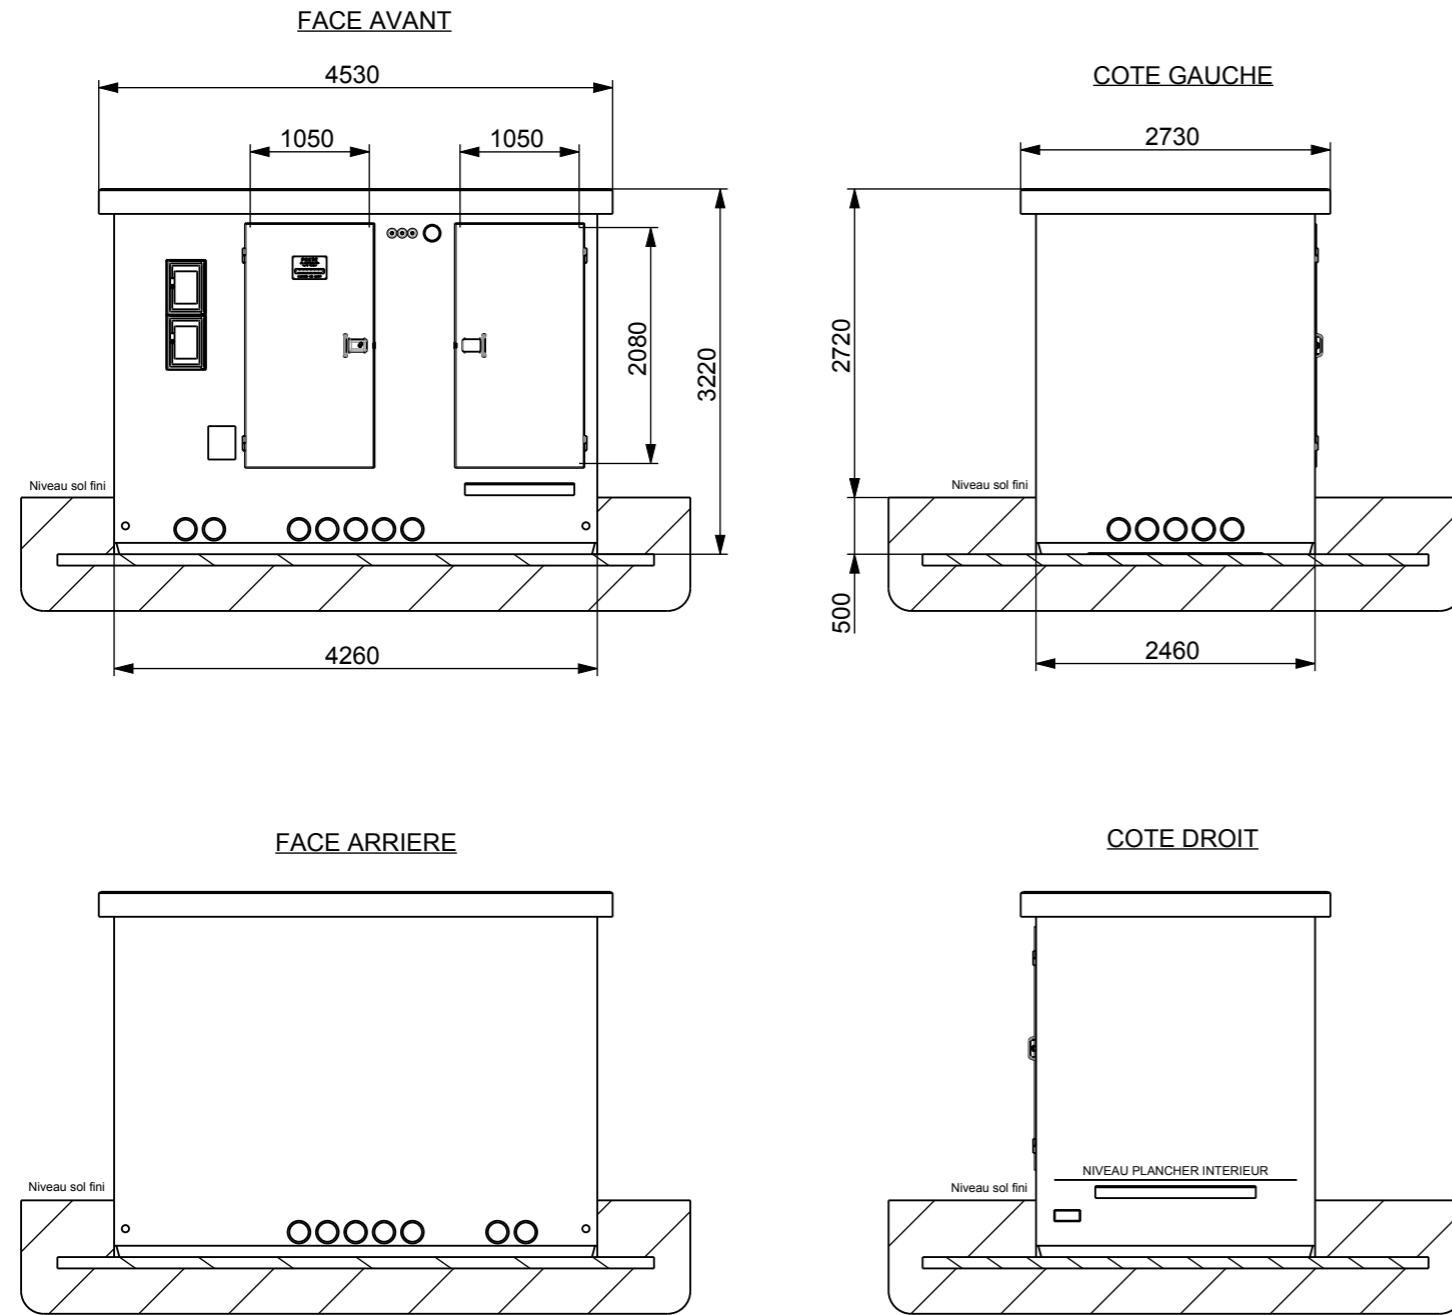 FACE AVANT
4530
1050
1050
2080
3220
Niveau sol fini
4260
COTE GAUCHE
2730
2720
Niveau sol fini
500
2460
FACE ARRIERE
Niveau sol fini
COTE DROIT
NIVEAU PLANCHER INTERIEUR
Niveau sol fini